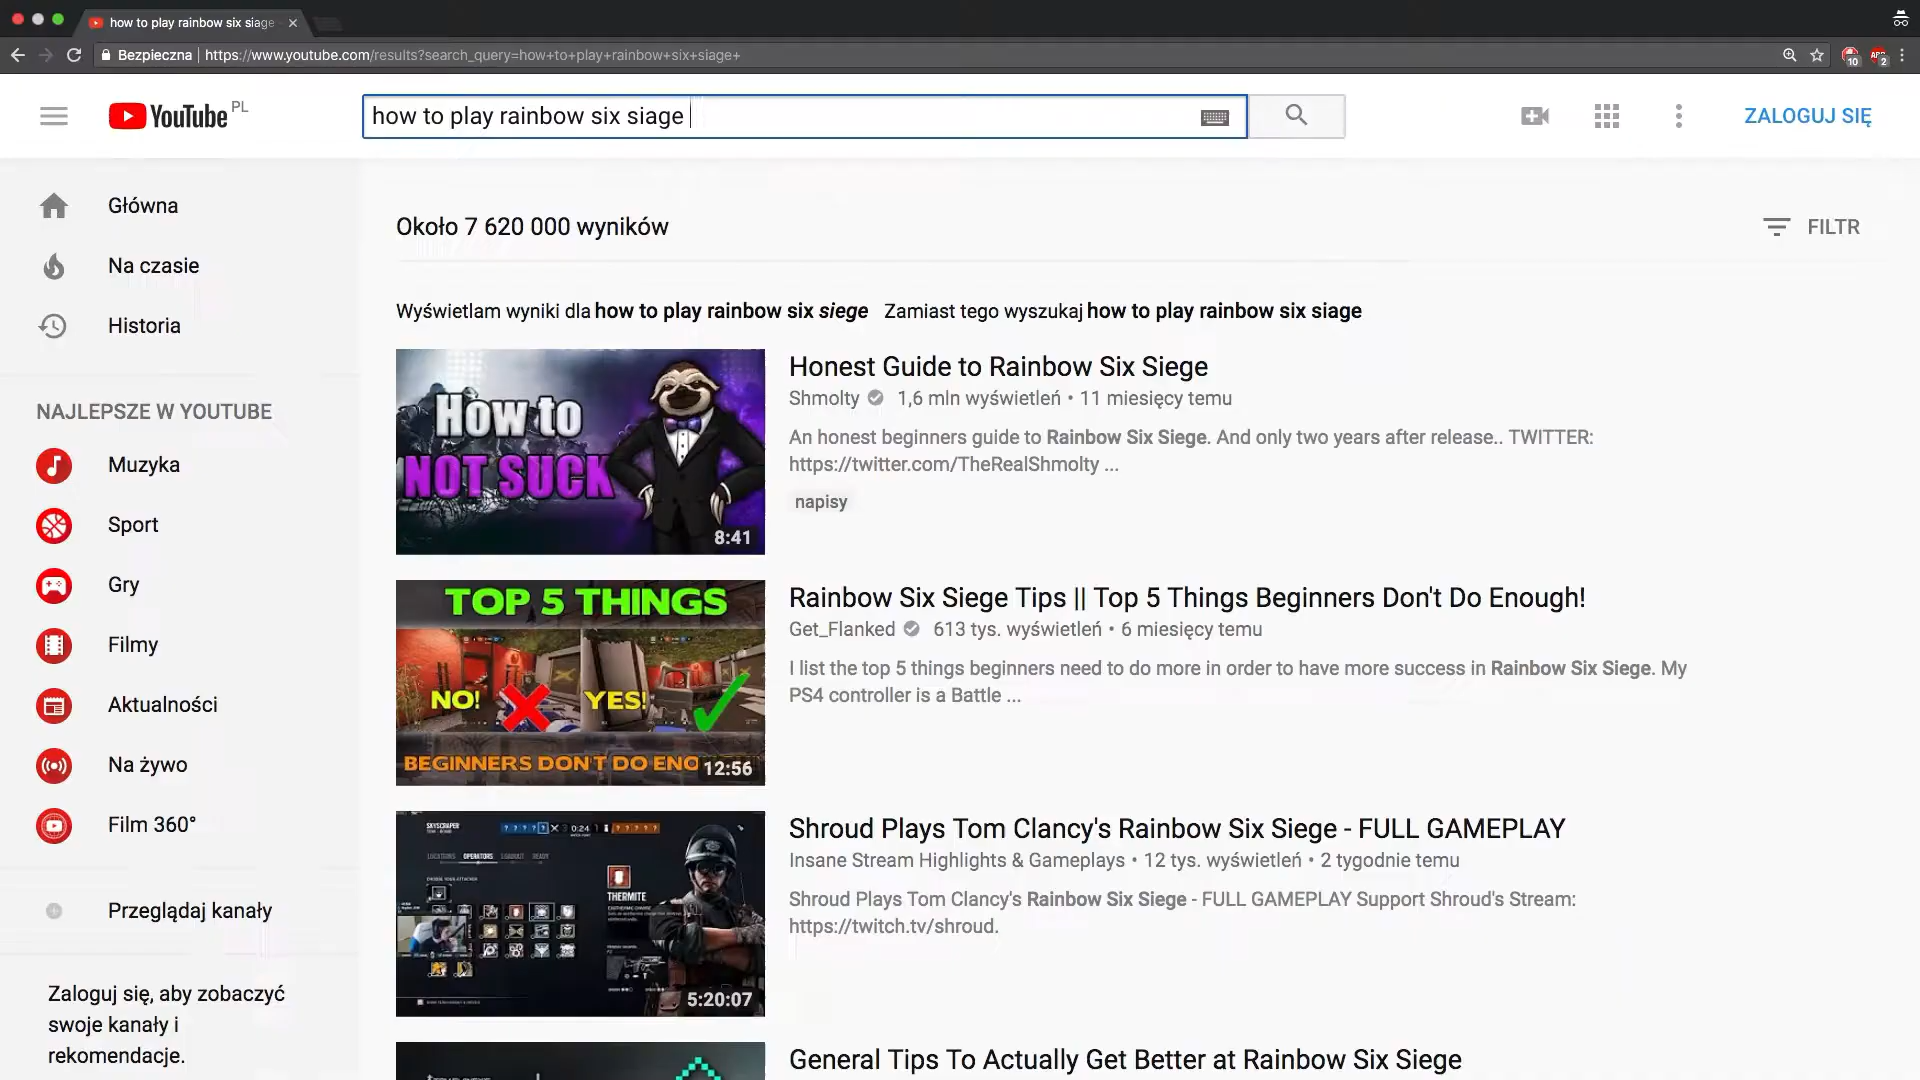 how to play rainbow six siage
Bezpieczna | https://www.youtube.com/results?search_query=how+to+play+rainbow+six+siage+
10
ABP
2
YouTube PL
how to play rainbow six siage
ZALOGUJ SIĘ
Główna
Na czasie
Historia
NAJLEPSZE W YOUTUBE
Muzyka
Sport
Gry
Filmy
Aktualności
Na żywo
Film 360°
Przeglądaj kanały
Zaloguj się, aby zobaczyć
swoje kanały i
rekomendacje.
Około 7 620 000 wyników
FILTR
Wyświetlam wyniki dla how to play rainbow six siege Zamiast tego wyszukaj how to play rainbow six siage
How to
NOT SUCK
8:41
Honest Guide to Rainbow Six Siege
Shmolty 1,6 mln wyświetleń • 11 miesięcy temu
An honest beginners guide to Rainbow Six Siege. And only two years after release.. TWITTER:
https://twitter.com/TheRealShmolty ...
napisy
TOP 5 THINGS
NO! YES!
BEGINNERS DON'T DO ENO
12:56
Rainbow Six Siege Tips || Top 5 Things Beginners Don't Do Enough!
Get_Flanked 613 tys. wyświetleń • 6 miesięcy temu
I list the top 5 things beginners need to do more in order to have more success in Rainbow Six Siege. My
PS4 controller is a Battle ...
SKYSCRAPER
0:24
LOCATIONS OPERATORS LOADOUT READY
THERMITE
5:20:07
Shroud Plays Tom Clancy's Rainbow Six Siege - FULL GAMEPLAY
Insane Stream Highlights & Gameplays • 12 tys. wyświetleń • 2 tygodnie temu
Shroud Plays Tom Clancy's Rainbow Six Siege - FULL GAMEPLAY Support Shroud's Stream:
https://twitch.tv/shroud.
General Tips To Actually Get Better at Rainbow Six Siege